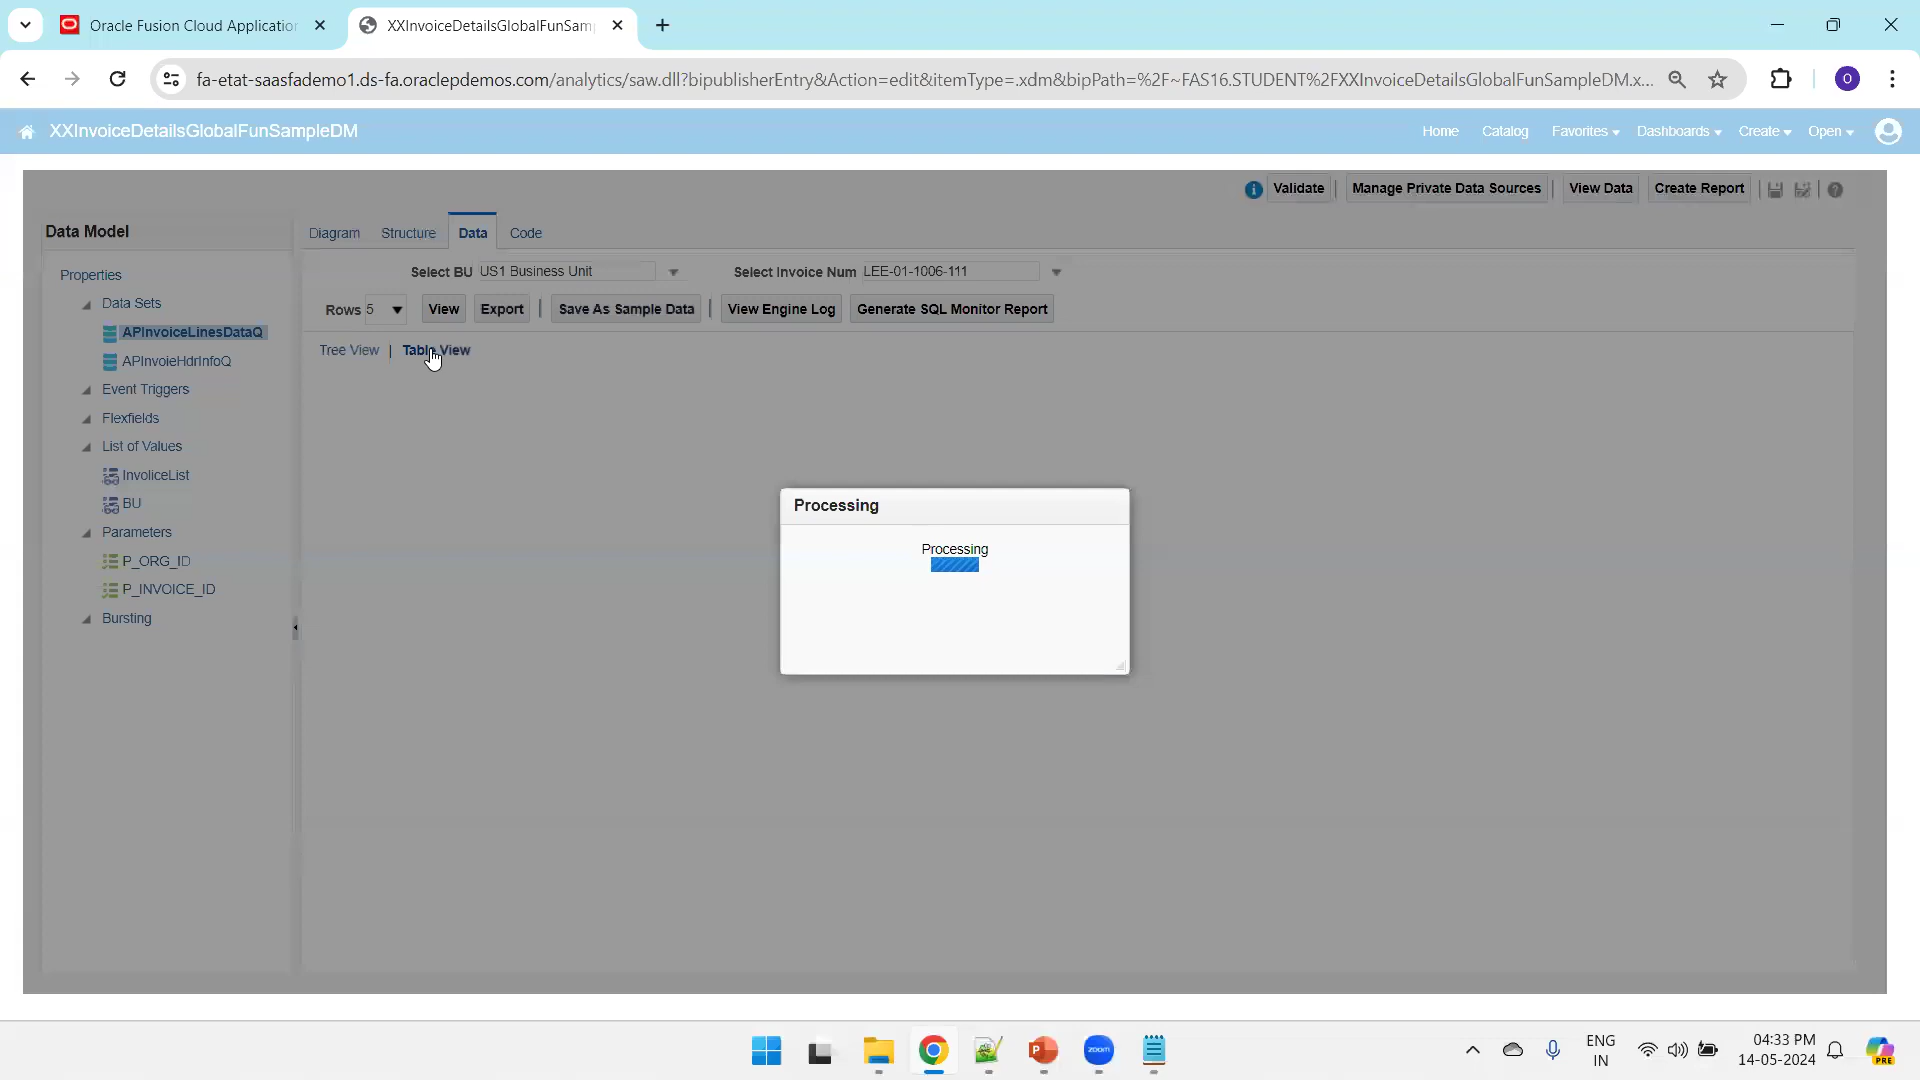 Oracle Fusion Cloud Application
XXInvoiceDetailsGlobalFunSam
fa-etat-saasfademo1.ds-fa.oraclepdemos.com/analytics/saw.dll?bipublisherEntry&Action=edit&itemType=.xdm&bipPath=%2F~FAS16.STUDENT%2FXXInvoiceDetailsGlobalFunSampleDM.x...
O
XXInvoiceDetailsGlobalFunSampleDM
Home Catalog Favorites Dashboards Create Open
Validate Manage Private Data Sources View Data Create Report
Data Model
Diagram Structure Data Code
Properties
Select BU US1 Business Unit Select Invoice Num LEE-01-1006-111
Data Sets
Rows 5 View Export Save As Sample Data View Engine Log Generate SQL Monitor Report
APInvoiceLinesDataQ
Tree View | Table View
APInvoieHdrInfoQ
Event Triggers
Flexfields
List of Values
InvoliceList
BU
Parameters
P_ORG_ID
P_INVOICE_ID
Bursting
Processing
Processing
zoom
ENG
IN
04:33 PM
14-05-2024
PRE